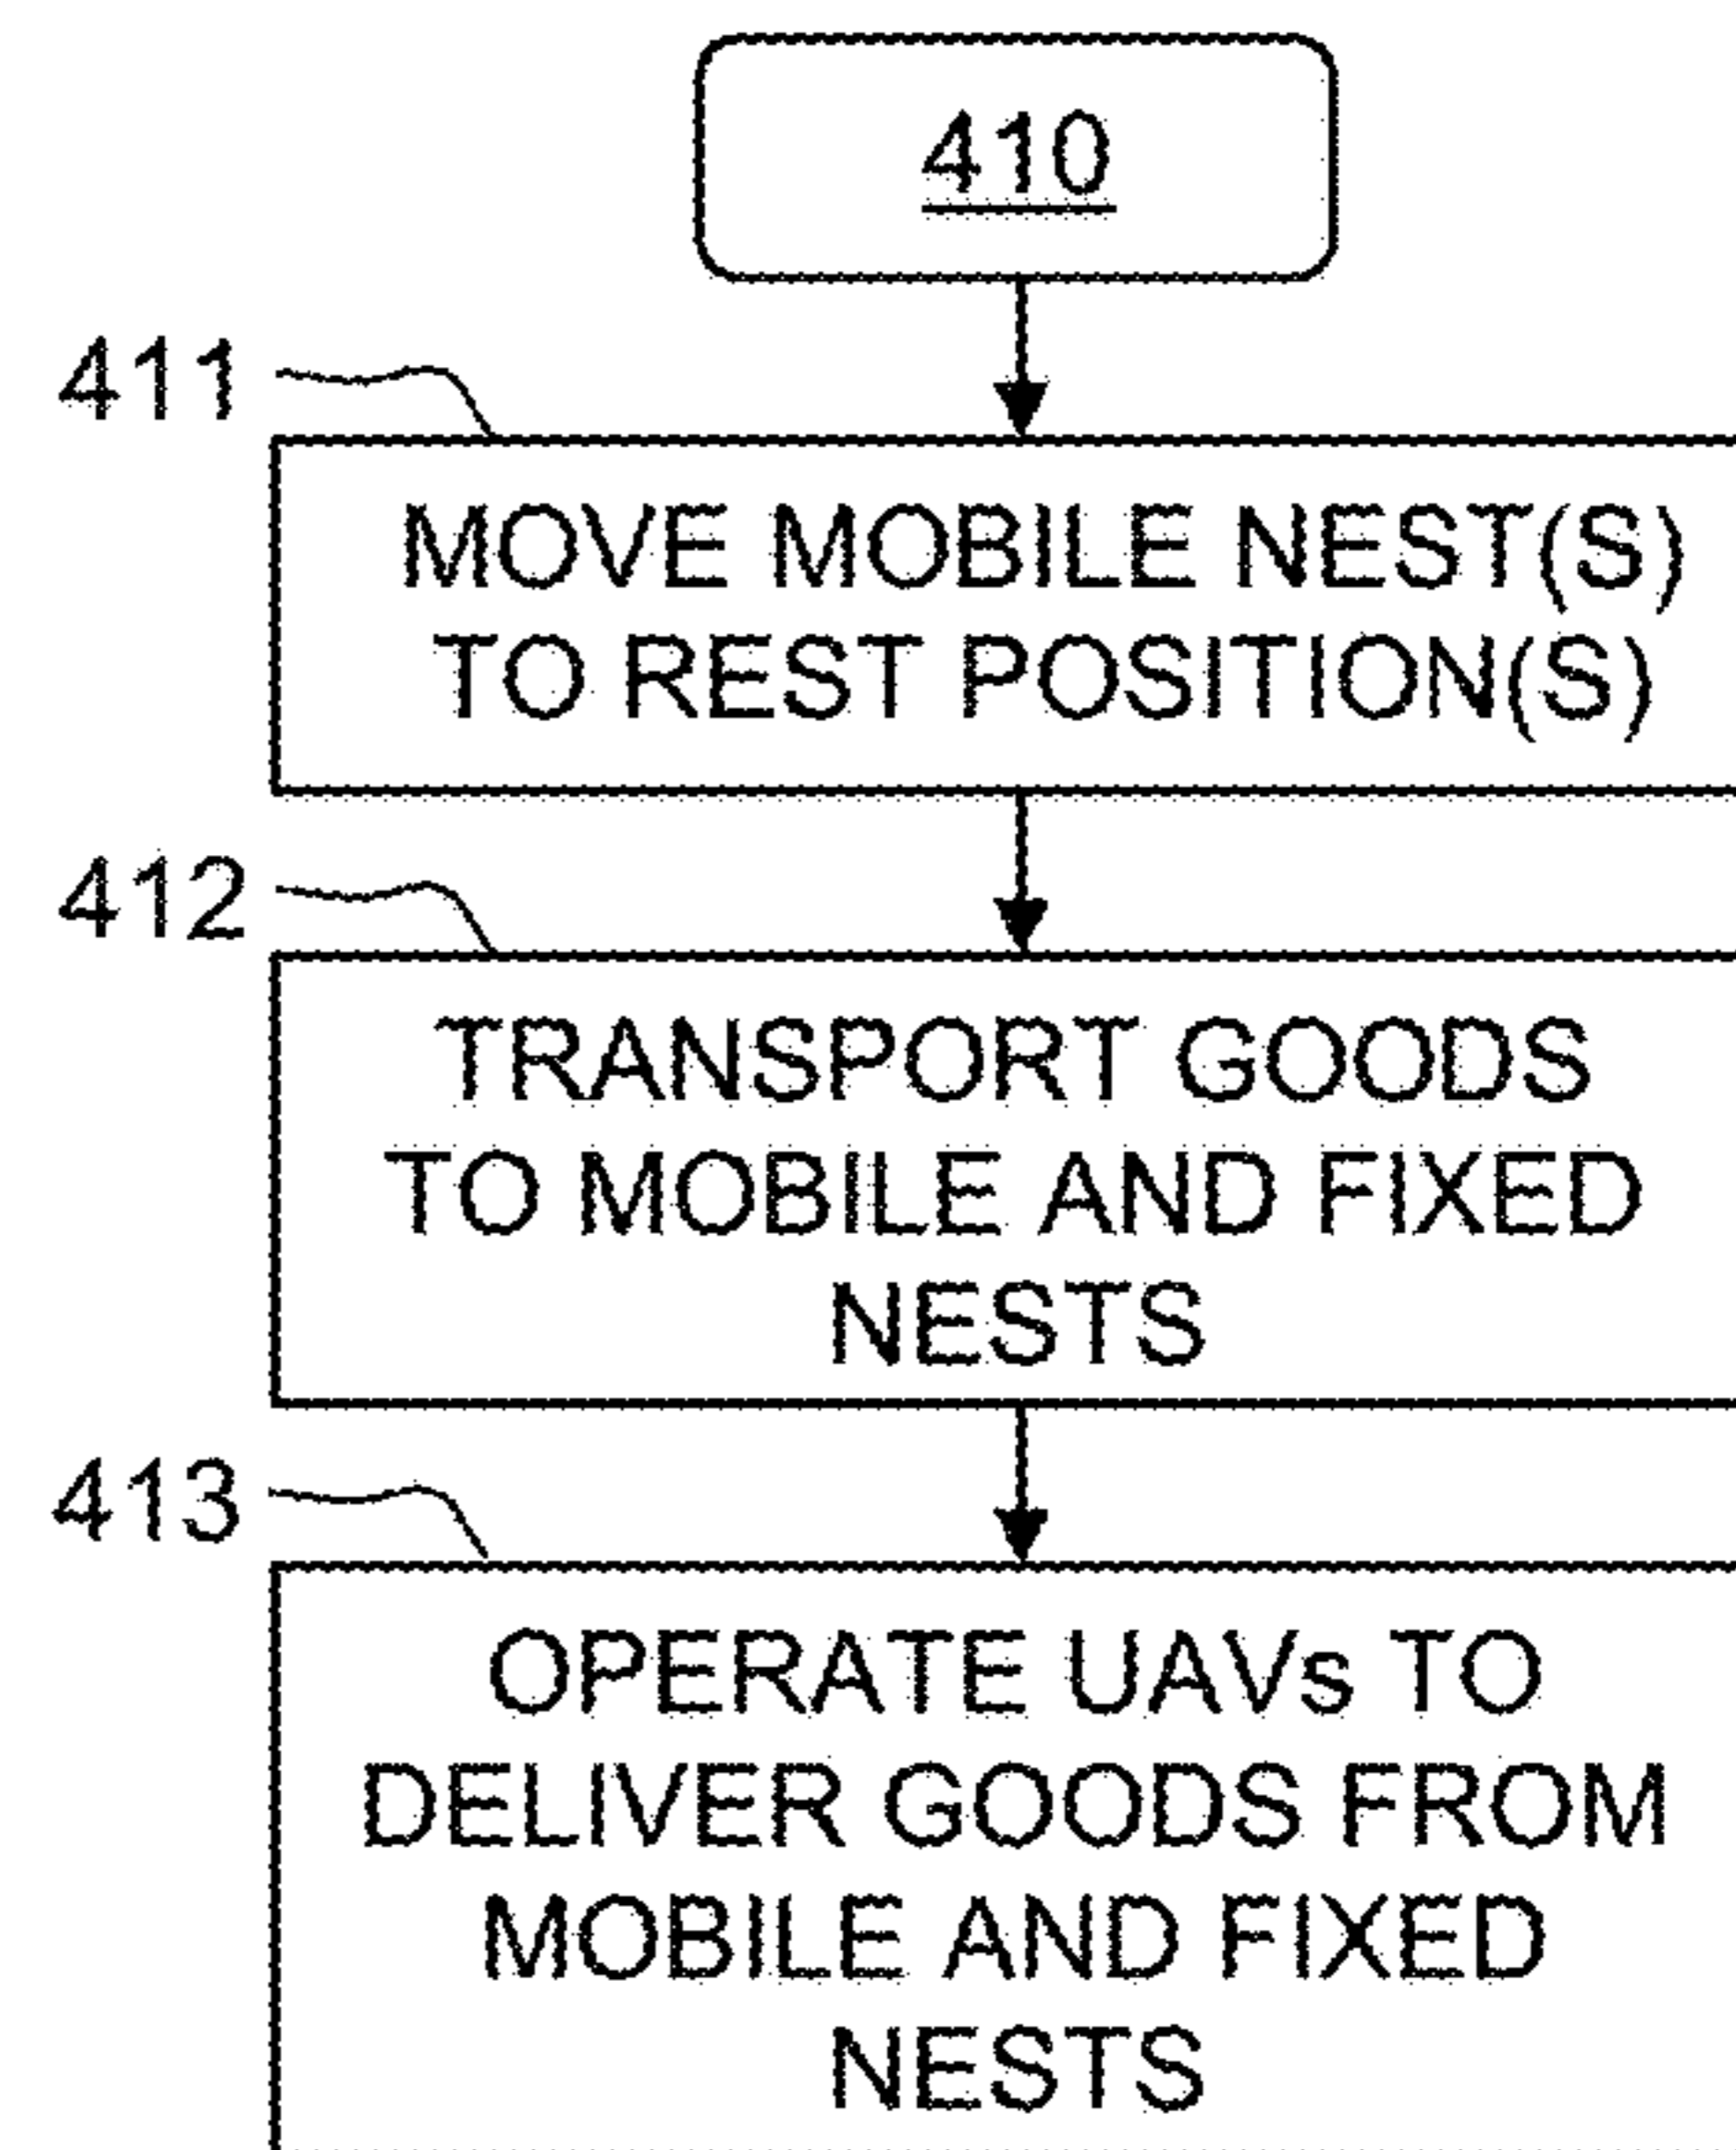 410
411
MOVE MOBILE NEST(S)
TO REST POSITION(S)
412
TRANSPORT GOODS
TO MOBILE AND FIXED
NESTS
413
OPERATE UAVs TO
DELIVER GOODS FROM
MOBILE AND FIXED
NESTS